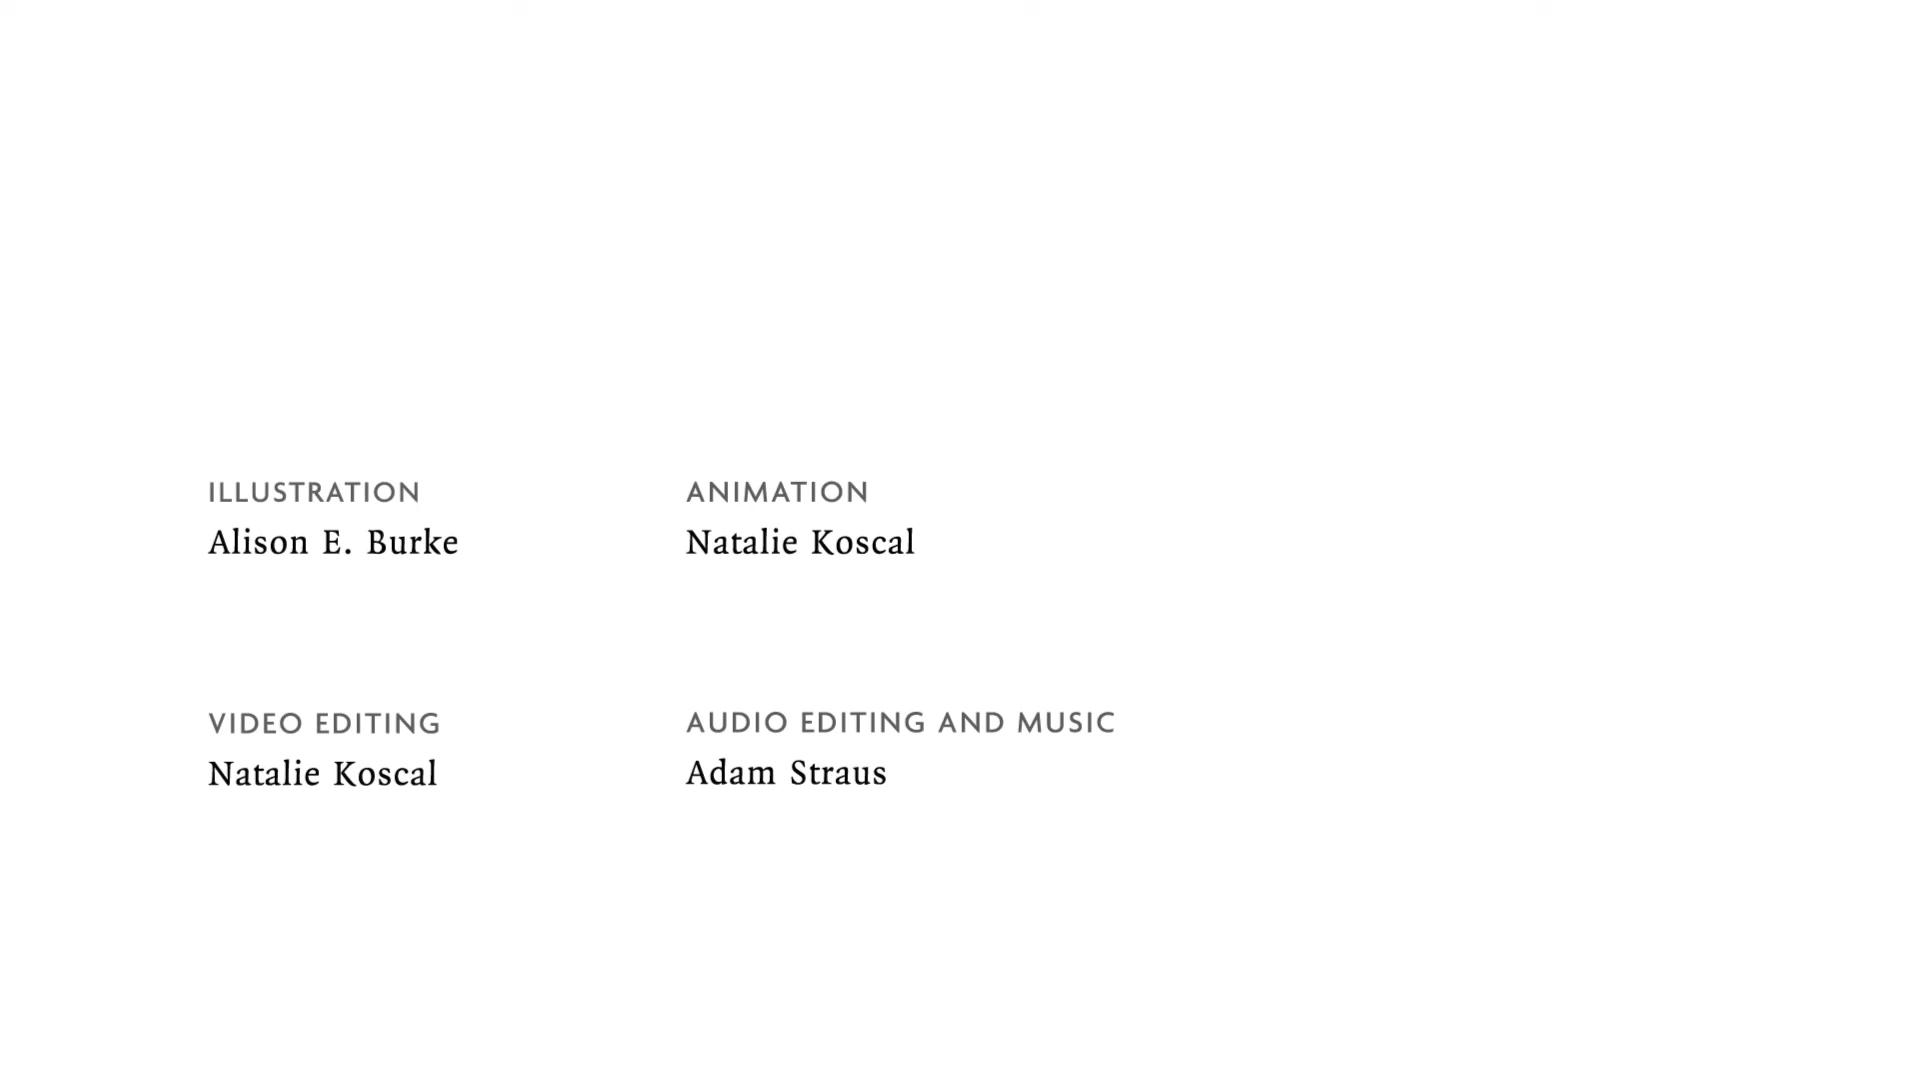 ILLUSTRATION
Alison E. Burke
ANIMATION
Natalie Koscal
VIDEO EDITING
Natalie Koscal
AUDIO EDITING AND MUSIC
Adam Straus